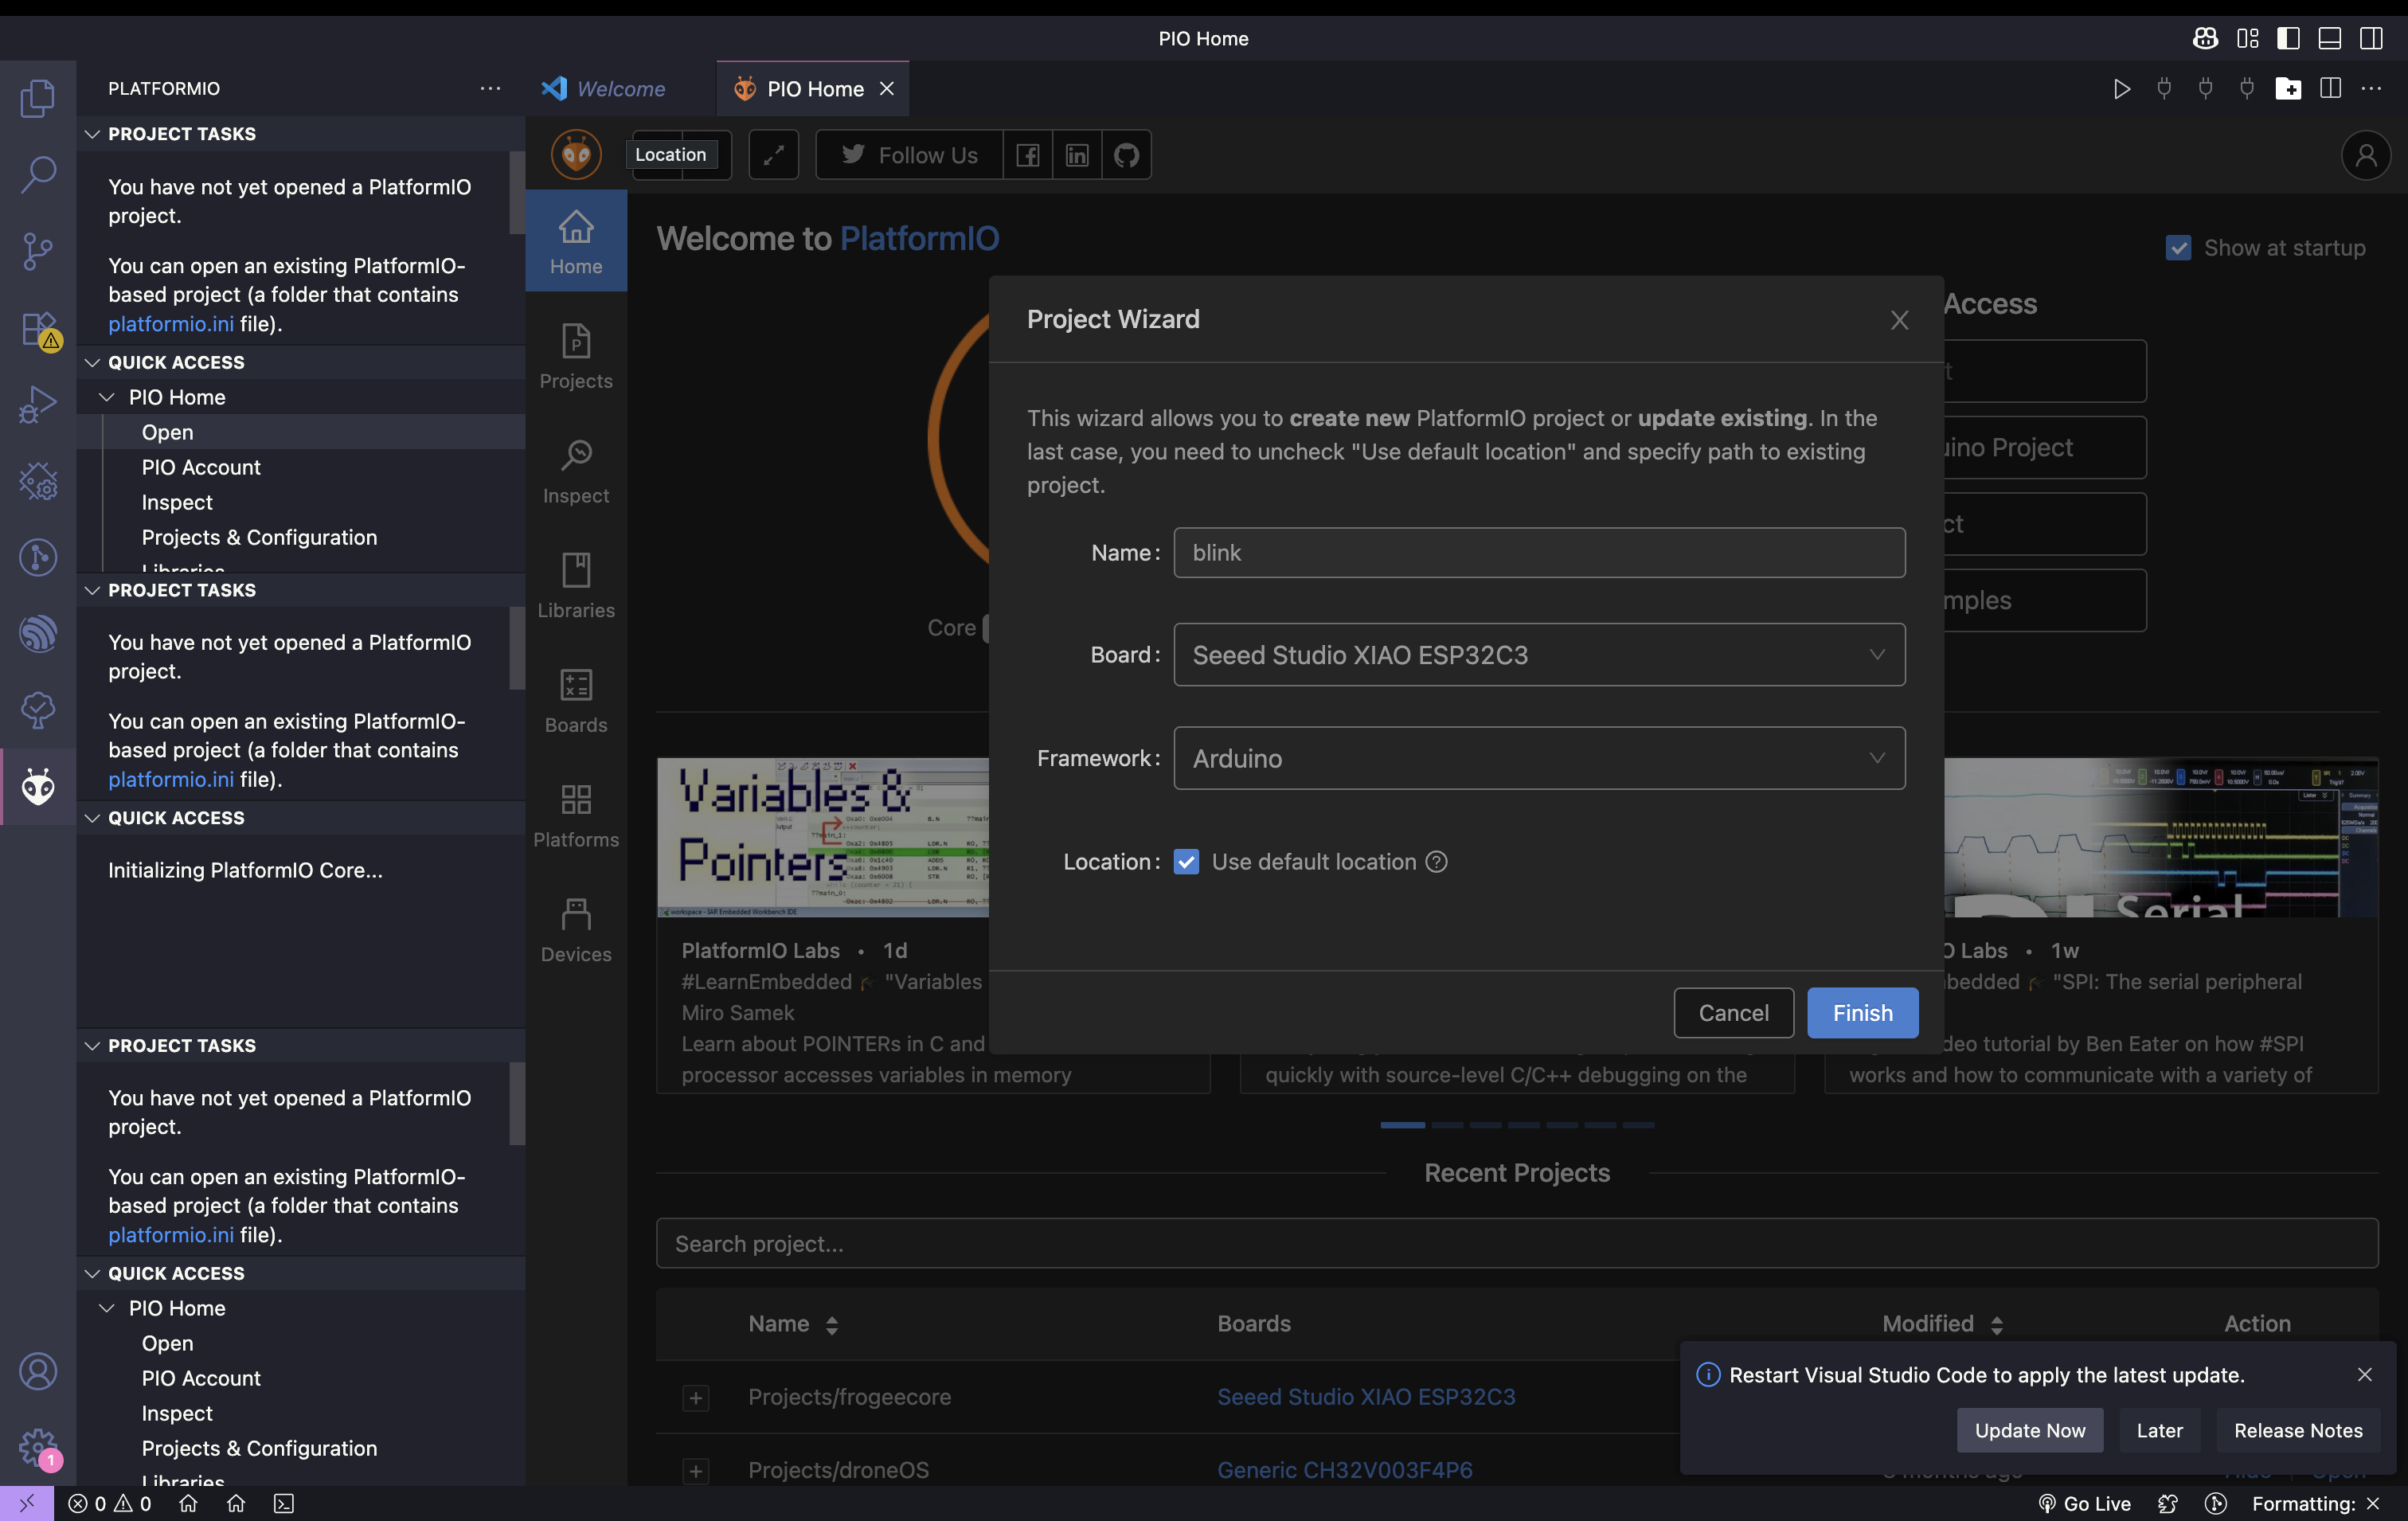 PIO Home
PLATFORMIO
Welcome
PIO Home
PROJECT TASKS
You have not yet opened a PlatformIO
project.
You can open an existing PlatformIO-
based project (a folder that contains
platformio.ini file).
QUICK ACCESS
PIO Home
Open
PIO Account
Inspect
Projects & Configuration
Libraries
PROJECT TASKS
You have not yet opened a PlatformIO
project.
You can open an existing PlatformIO-
based project (a folder that contains
platformio.ini file).
QUICK ACCESS
Initializing PlatformIO Core...
PROJECT TASKS
You have not yet opened a PlatformIO
project.
You can open an existing PlatformIO-
based project (a folder that contains
platformio.ini file).
QUICK ACCESS
PIO Home
Open
PIO Account
Inspect
Projects & Configuration
Libraries
1
Location
Follow Us
Home
Projects
Inspect
Libraries
Boards
Platforms
Devices
Welcome to PlatformIO
Show at startup
Access
Core
Project Wizard
This wizard allows you to create new PlatformIO project or update existing. In the
last case, you need to uncheck "Use default location" and specify path to existing
project.
Name:
blink
Board:
Seeed Studio XIAO ESP32C3
Framework:
Arduino
Location:
Use default location
Cancel
Finish
t
ino Project
ct
mples
Variables &
Pointers
workspace - IAR Embedded Workbench IDE
PlatformIO Labs • 1d
#LearnEmbedded "Variables
Miro Samek
Learn about POINTERs in C and
processor accesses variables in memory
quickly with source-level C/C++ debugging on the
Serial
O Labs • 1w
bedded "SPI: The serial peripheral
deo tutorial by Ben Eater on how #SPI
works and how to communicate with a variety of
Recent Projects
Search project...
Name
Boards
Modified
Action
Projects/frogeecore
Seeed Studio XIAO ESP32C3
Projects/droneOS
Generic CH32V003F4P6
Restart Visual Studio Code to apply the latest update.
Update Now
Later
Release Notes
0
0
Go Live
Formatting: